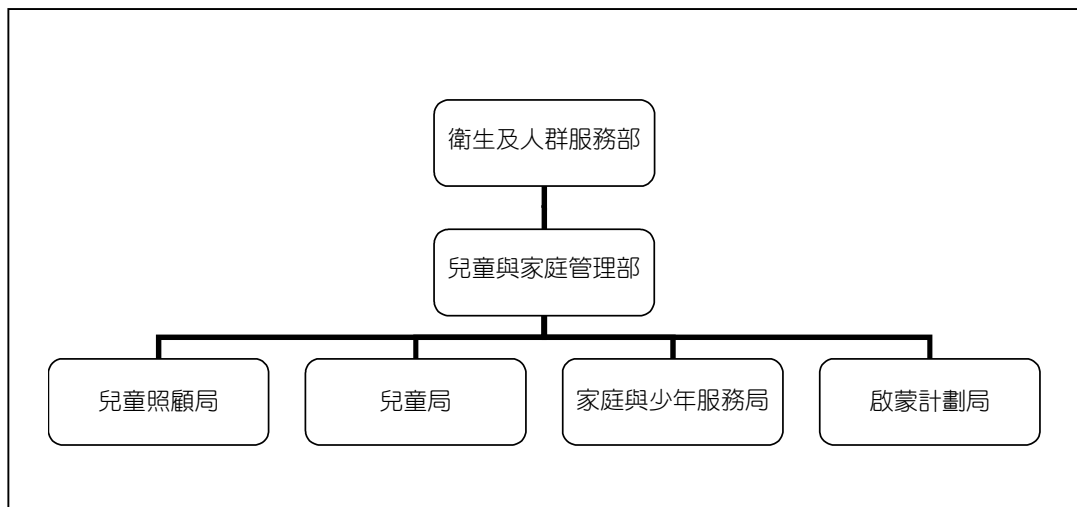 衛生及人群服務部
兒童與家庭管理部
兒童照顧局
兒童局
家庭與少年服務局
啟蒙計劃局